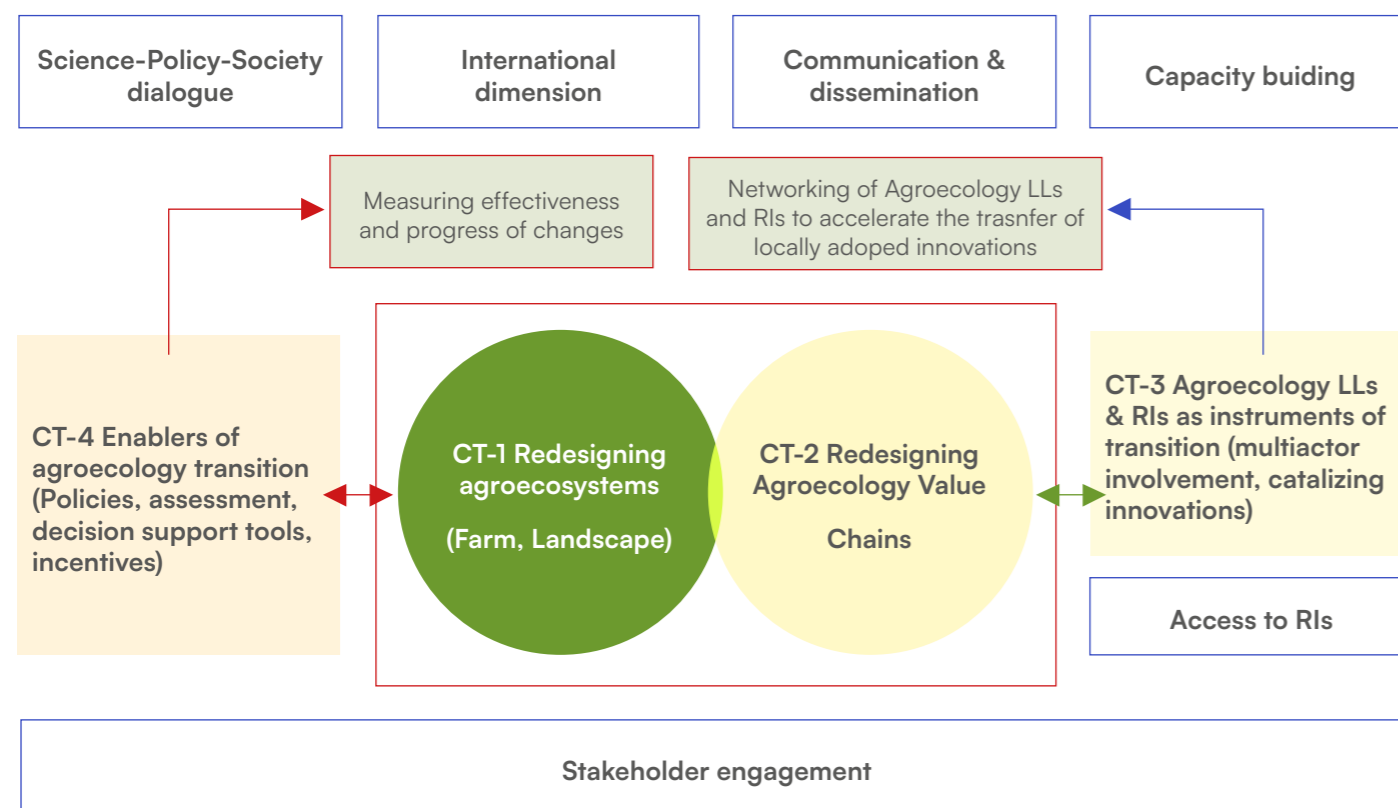 Science-Policy-Society
dialogue
International
dimension
Communication &
dissemination
Capacity buiding
Measuring effectiveness
and progress of changes
Networking of Agroecology LLs
and RIs to accelerate the trasnfer of
locally adoped innovations
CT-4 Enablers of
agroecology transition
(Policies, assessment,
decision support tools,
incentives)
CT-1 Redesigning
agroecosystems
(Farm, Landscape)
CT-2 Redesigning
Agroecology Value
Chains
CT-3 Agroecology LLs
& RIs as instruments of
transition (multiactor
involvement, catalizing
innovations)
Access to RIs
Stakeholder engagement